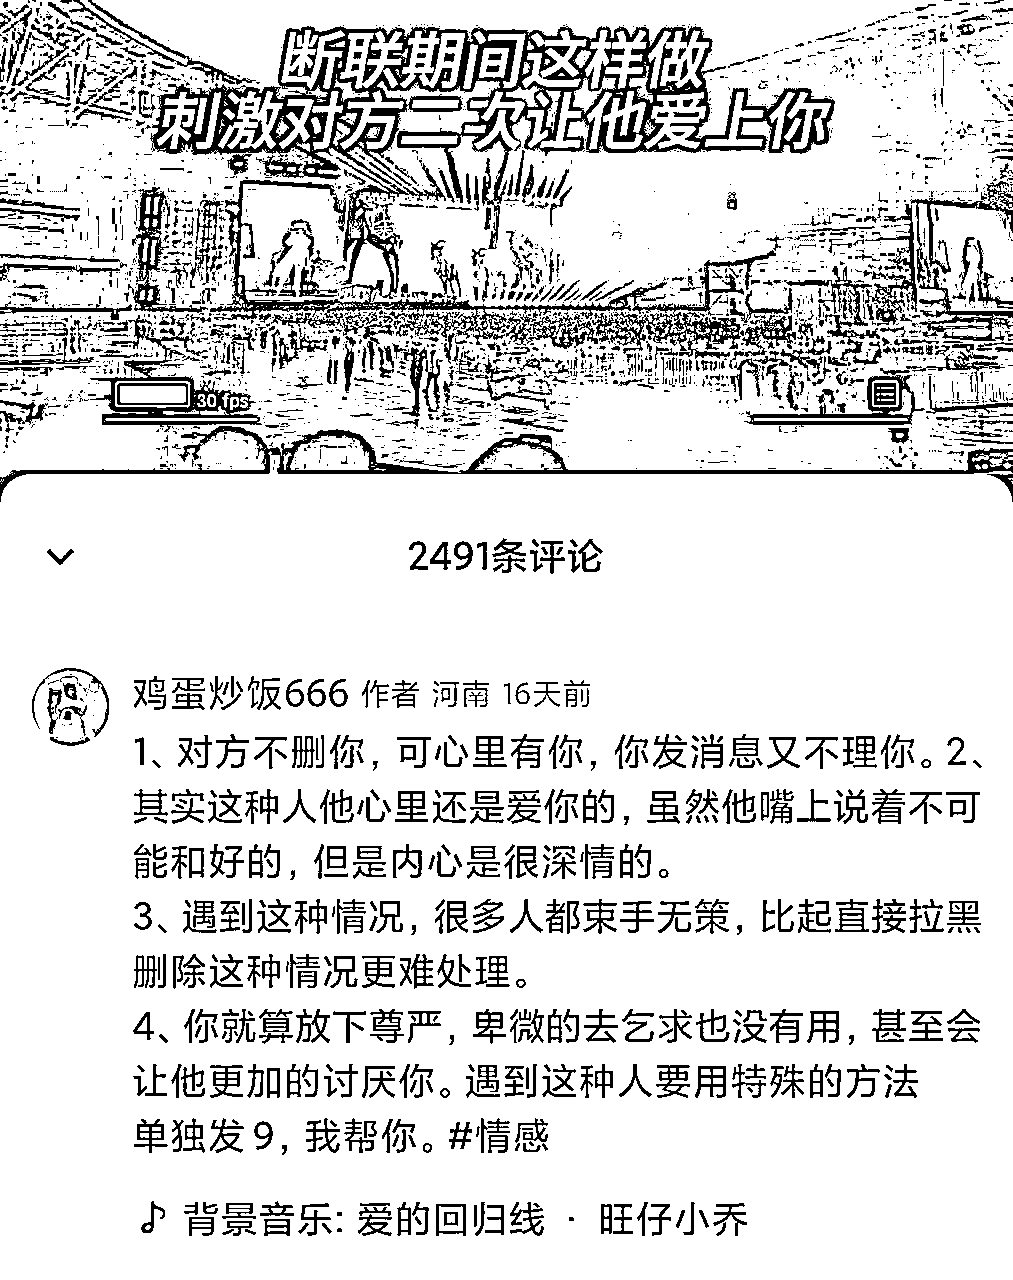 断联期间这样做
刺激对方二次让他爱上你
30 fps
2491条评论
鸡蛋炒饭666 作者 河南 16天前
1、对方不删你，可心里有你，你发消息又不理你。2、
其实这种人他心里还是爱你的，虽然他嘴上说着不可
能和好的，但是内心是很深情的。
3、遇到这种情况，很多人都束手无策，比起直接拉黑
删除这种情况更难处理。
4、你就算放下尊严，卑微的去乞求也没有用，甚至会
让他更加的讨厌你。遇到这种人要用特殊的方法
单独发 9，我帮你。#情感
背景音乐: 爱的回归线 · 旺仔小乔